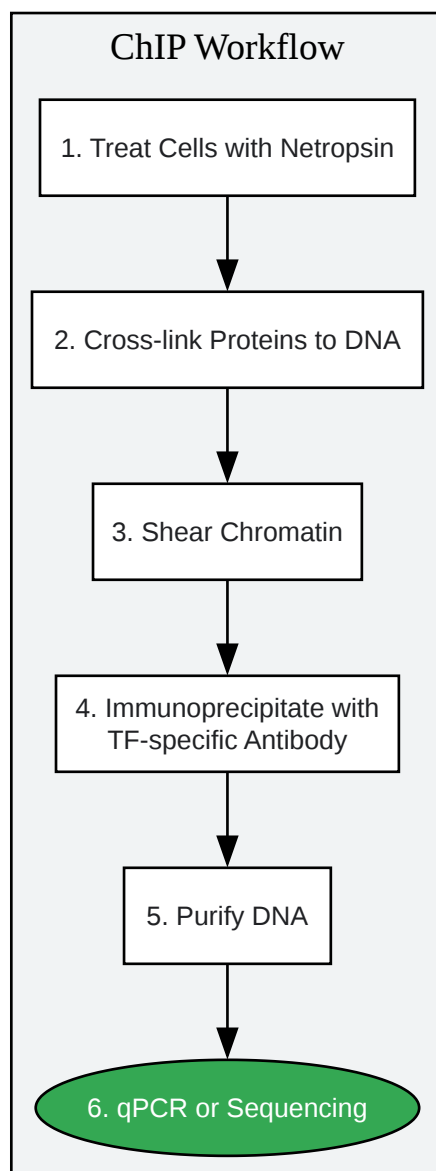 ChIP Workflow
1. Treat Cells with Netropsin
2. Cross-link Proteins to DNA
3. Shear Chromatin
4. Immunoprecipitate with
TF-specific Antibody
5. Purify DNA
6. qPCR or Sequencing